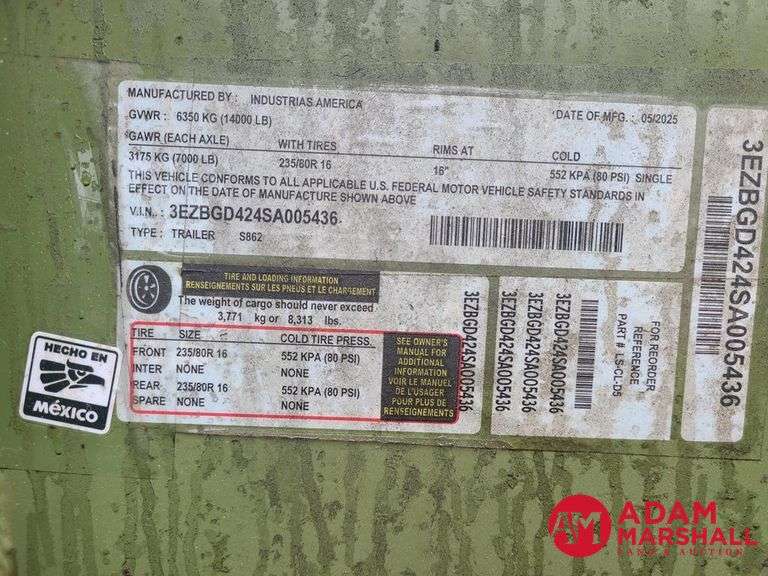 MANUFACTURED BY : INDUSTRIAS AMERICA
GVWR : 6350 KG (14000 LB)
DATE OF MFG. : 05/2025
GAWR (EACH AXLE) WITH TIRES RIMS AT COLD
3175 KG (7000 LB) 235/80R 16 16" 552 KPA (80 PSI) SINGLE
THIS VEHICLE CONFORMS TO ALL APPLICABLE U.S. FEDERAL MOTOR VEHICLE SAFETY STANDARDS IN
EFFECT ON THE DATE OF MANUFACTURE SHOWN ABOVE
V.I.N. : 3EZBGD424SA005436
TYPE : TRAILER S862
TIRE AND LOADING INFORMATION
RENSEIGNEMENTS SUR LES PNEUS ET LE CHARGEMENT
The weight of cargo should never exceed
3,771 kg or 8,313 lbs.
TIRE SIZE COLD TIRE PRESS.
FRONT 235/80R 16 552 KPA (80 PSI)
INTER NONE NONE
REAR 235/80R 16 552 KPA (80 PSI)
SPARE NONE NONE
SEE OWNER'S
MANUAL FOR
ADDITIONAL
INFORMATION
VOIR LE MANUEL
DE L'USAGER
POUR PLUS DE
RENSEIGNEMENTS
3EZBGD424SA005436
3EZBGD424SA005436
3EZBGD424SA005436
3EZBGD424SA005436
FOR REORDER
REFERENCE
PART # LS-CL-D5
3EZBGD424SA005436
HECHO EN
MÉXICO
AM
ADAM
MARSHALL
LAND & AUCTION